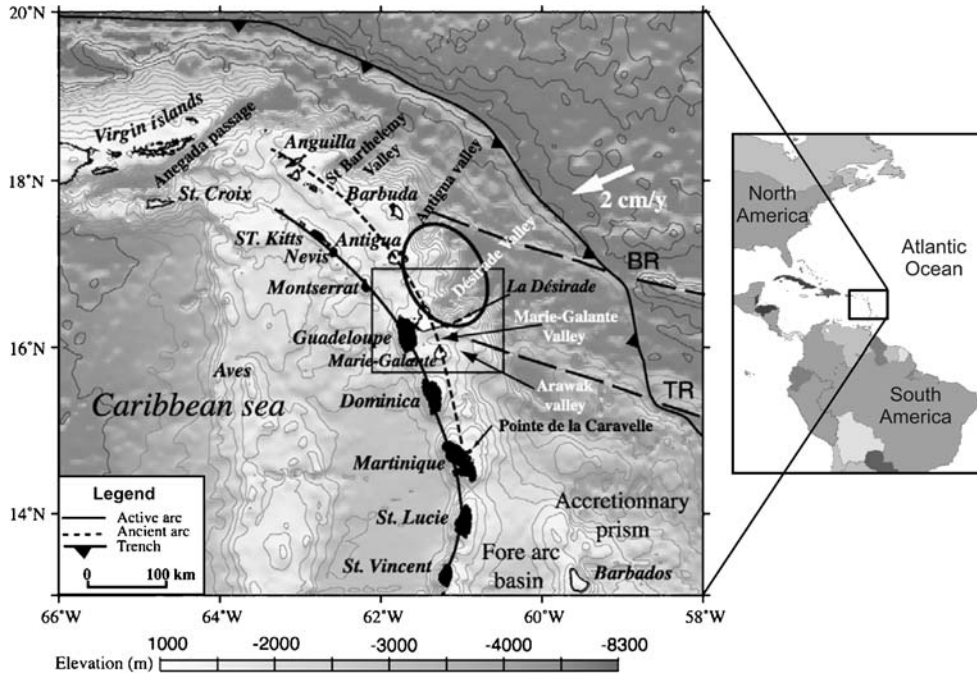 20°N
18°N
16°N
14°N
66°W
64°W
62°W
60°W
58°W
Virgin islands
Anegada passage
St. Croix
Anguilla
St Barthelemy
Valley
Barbuda
Antigua valley
2 cm/y
ST. Kitts
Nevis
Antigua
Désirade Valley
BR
Montserrat
La Désirade
Guadeloupe
Marie-Galante
Valley
Marie-Galante
Aves
Arawak
valley
TR
Caribbean sea
Dominica
Pointe de la Caravelle
Martinique
Accretionnary
prism
St. Lucie
Fore arc
basin
St. Vincent
Barbados
Legend
Active arc
Ancient arc
Trench
0 100 km
Elevation (m)
1000 -2000 -3000 -4000 -8300
North
America
Atlantic
Ocean
South
America